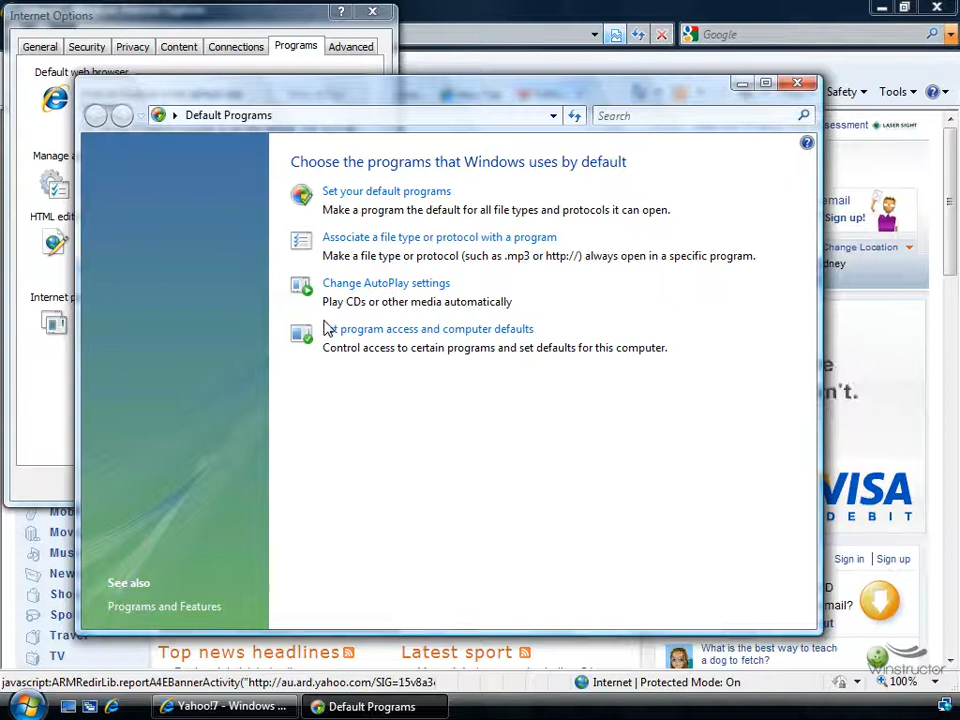 Internet Options
?
General
Security
Privacy
Content
Connections
Programs
Advanced
Google
Default web browser
Safety
Tools
Default Programs
Search
Choose the programs that Windows uses by default
Set your default programs
Make a program the default for all file types and protocols it can open.
Associate a file type or protocol with a program
Make a file type or protocol (such as .mp3 or http://) always open in a specific program.
Change AutoPlay settings
Play CDs or other media automatically
program access and computer defaults
Control access to certain programs and set defaults for this computer.
See also
Programs and Features
Manage
HTML
Internet
LASER SIGHT
email
Sign up!
Change Location
VISA
DEBIT
Sign in | Sign up
TV
Top news headlines
Latest sport
What is the best way to teach
a dog to fetch?
winstructor
javascript:ARMRedirLib.reportA4EBannerActivity("http://au.ard.yahoo.com/SIG=15v8a3
Internet | Protected Mode: On
100%
Yahoo!7 - Windows ...
Default Programs